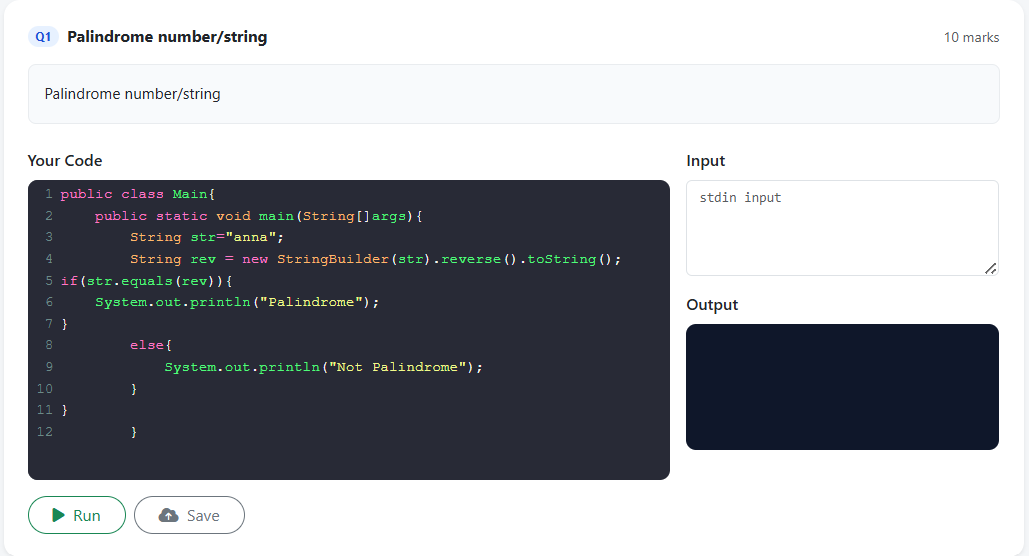 Q1 Palindrome number/string
10 marks
Palindrome number/string
Your Code
1 public class Main{
2     public static void main(String[]args){
3         String str="anna";
4         String rev = new StringBuilder(str).reverse().toString();
5 if(str.equals(rev)){
6     System.out.println("Palindrome");
7 }
8         else{
9             System.out.println("Not Palindrome");
10         }
11 }
12         }
Input
stdin input
Output
Run
Save